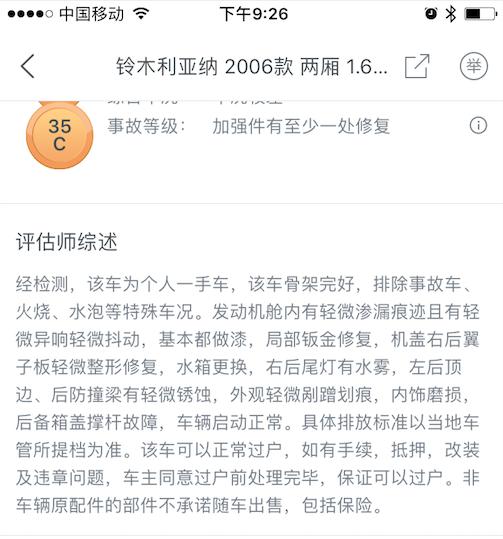 中国移动 下午9:26
铃木利亚纳 2006款 两厢 1.6... 举
35
C
事故等级： 加强件有至少一处修复
评估师综述
经检测，该车为个人一手车，该车骨架完好，排除事故车、
火烧、水泡等特殊车况。发动机舱内有轻微渗漏痕迹且有轻
微异响轻微抖动，基本都做漆，局部钣金修复，机盖右后翼
子板轻微整形修复，水箱更换，右后尾灯有水雾，左后顶
边、后防撞梁有轻微锈蚀，外观轻微剐蹭划痕，内饰磨损，
后备箱盖撑杆故障，车辆启动正常。具体排放标准以当地车
管所提档为准。该车可以正常过户，如有手续，抵押，改装
及违章问题，车主同意过户前处理完毕，保证可以过户。非
车辆原配件的部件不承诺随车出售，包括保险。